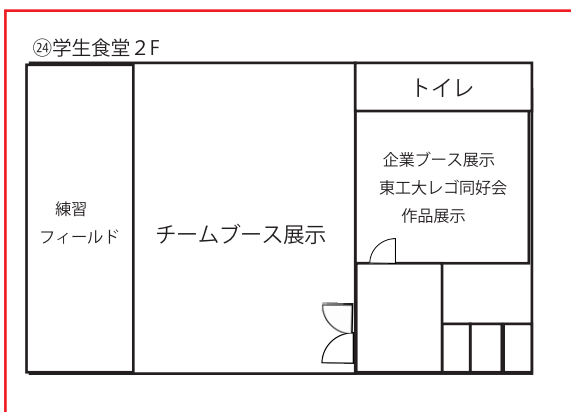 ㉔学生食堂２F
トイレ
企業ブース展示
東工大レゴ同好会
作品展示
練習
フィールド
チームブース展示